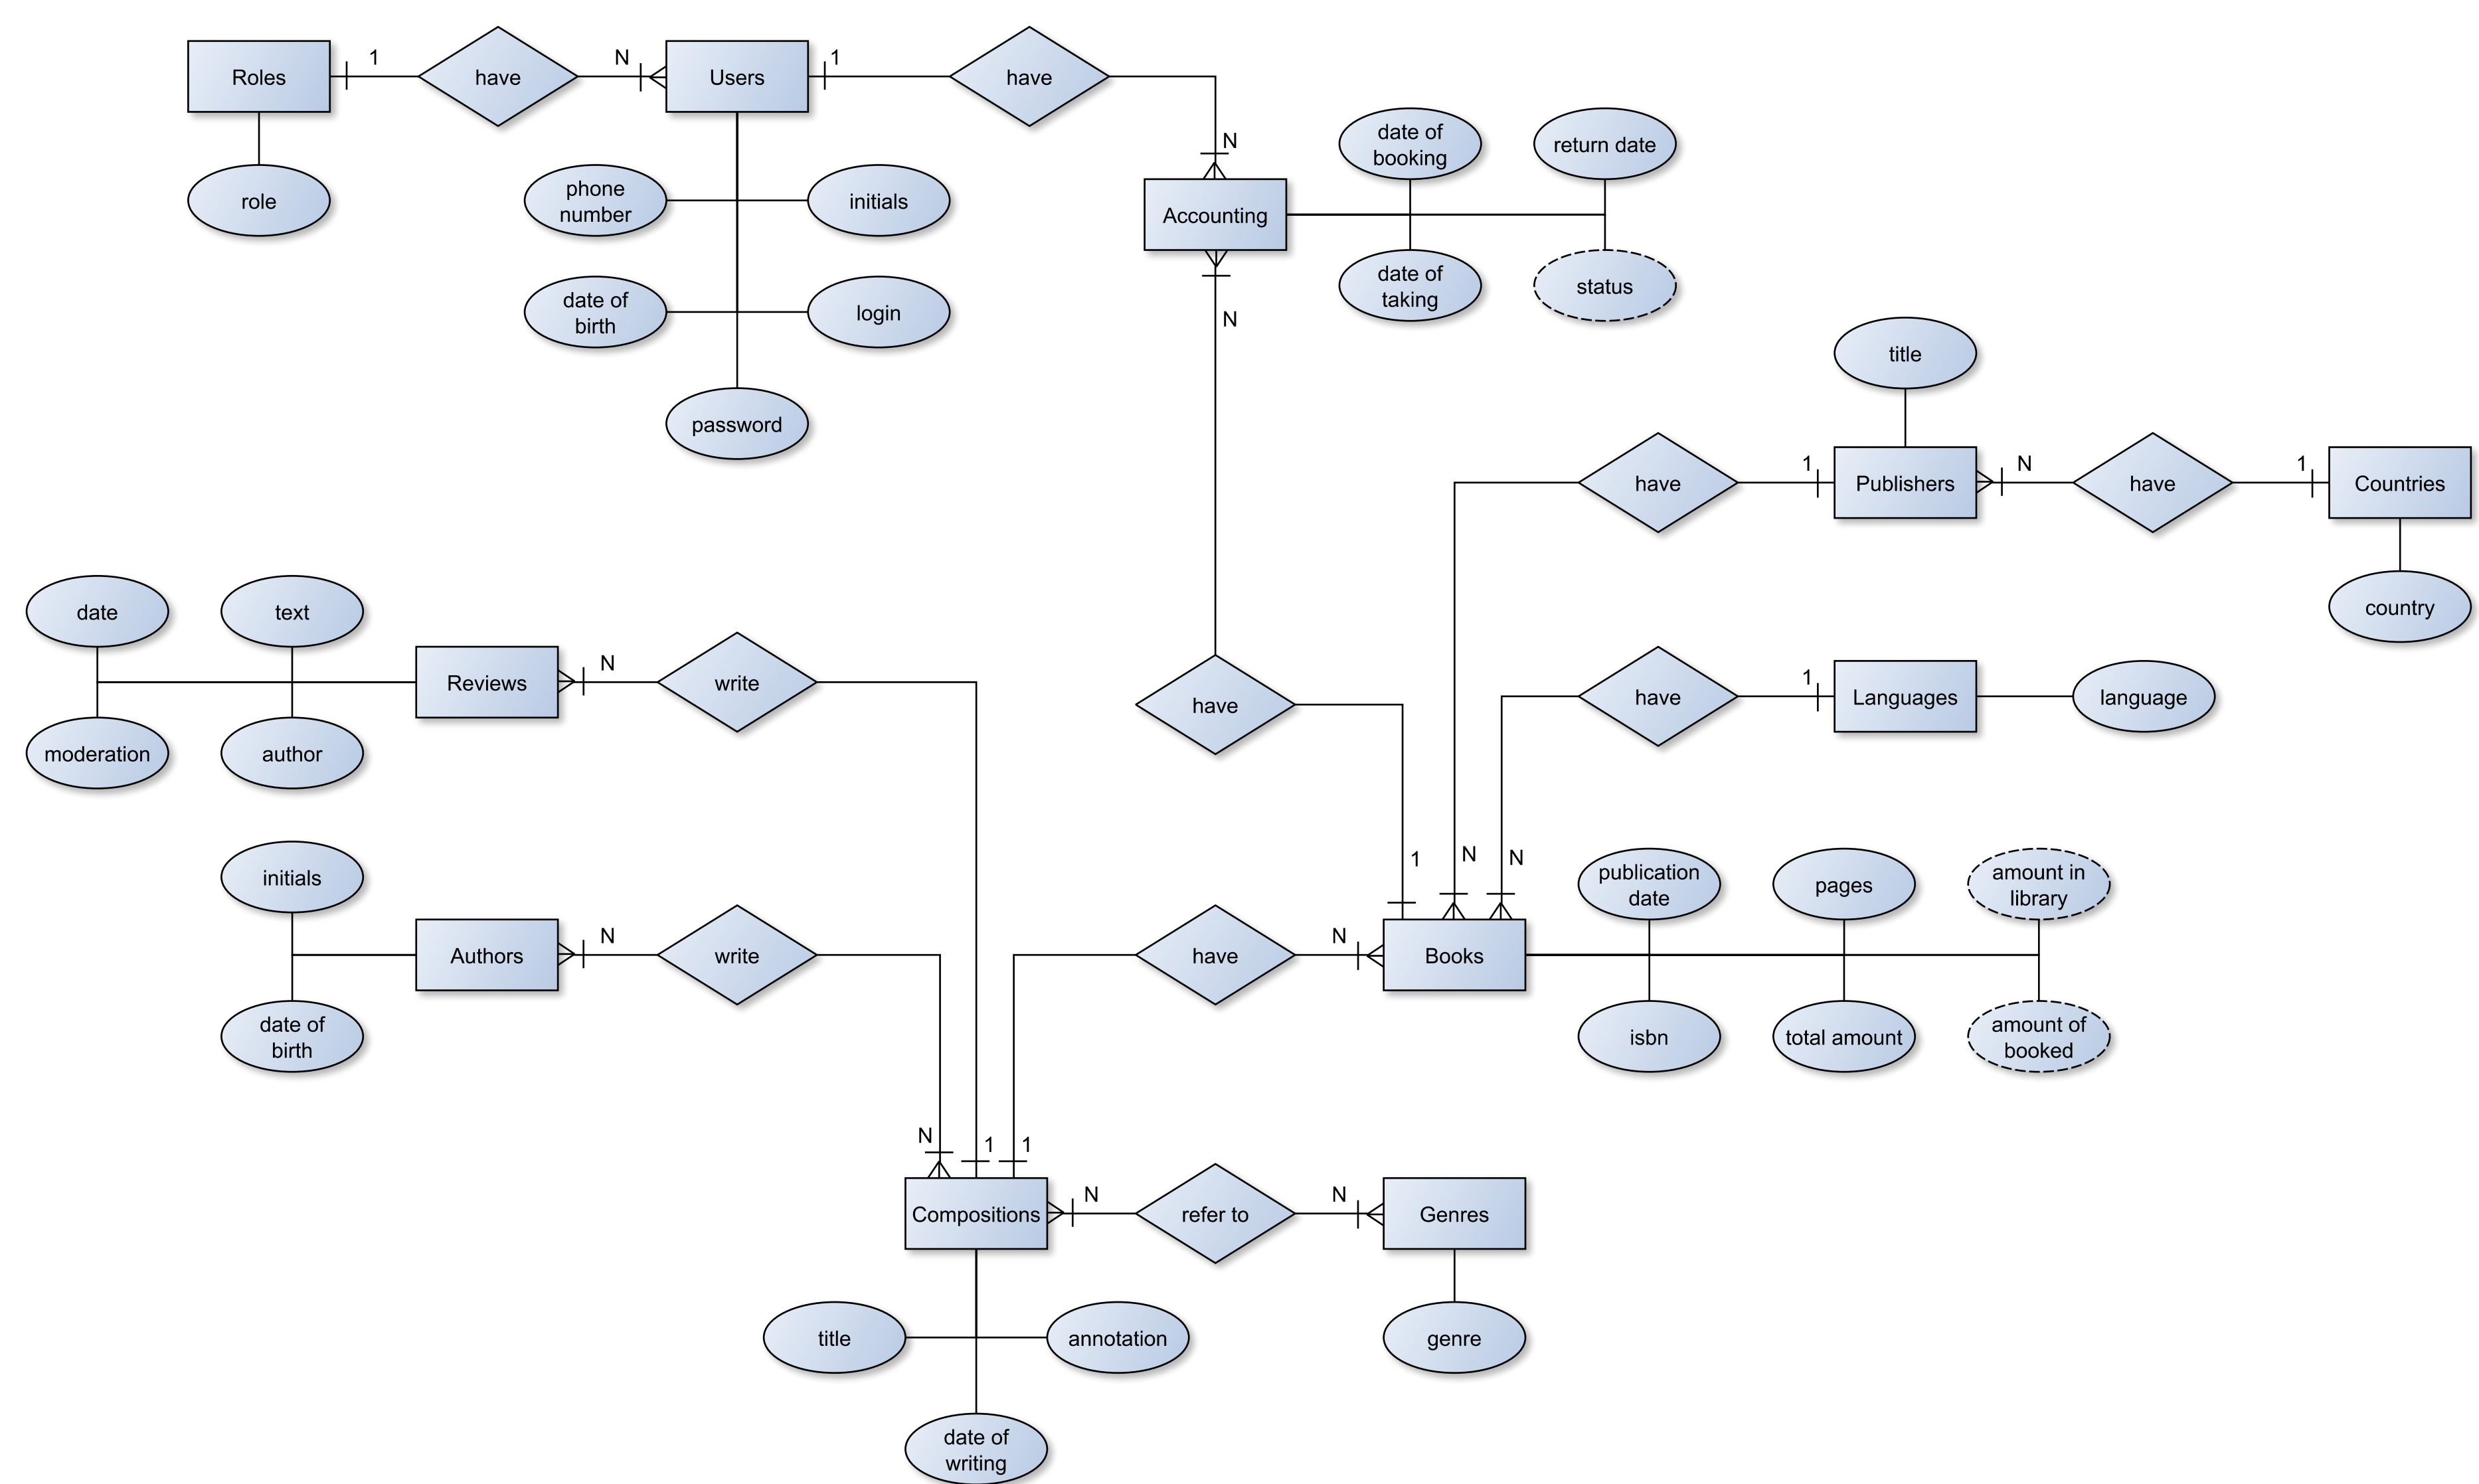 1
N
1
Roles
have
Users
have
date of
booking
return date
N
phone
number
initials
role
Accounting
date of
birth
login
date of
taking
status
N
title
password
1
N
1
have
Publishers
have
Countries
date
text
country
N
1
Reviews
write
have
have
Languages
language
moderation
author
1
N
N
initials
publication
date
pages
amount in
library
N
N
Authors
write
have
Books
date of
birth
isbn
total amount
amount of
booked
N
1
1
N
N
Compositions
refer to
Genres
title
annotation
genre
date of
writing